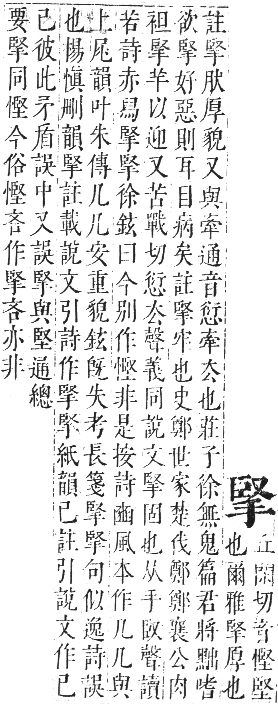 掔
丘閑切音慳堅
也爾雅掔厚也
註掔肰厚貌又與牽通音愆牽厺也莊子徐無鬼篇君將黜嗜
欲掔好惡則耳目病矣註掔牢也史鄭世家楚伐鄭鄭襄公肉
袒掔羊以迎又苦戰切愆厺聲義同說文掔固也从手臤聲讀
若詩赤舄掔掔徐鉉曰今別作慳非是按詩豳風本作几几與
上尾韻叶朱傳几几安重貌鉉旣失考長箋掔掔句似逸詩誤
也楊愼刪韻掔註載說文引詩作掔掔紙韻已註引說文作己
己彼此矛盾誤中又誤掔與堅通總
要掔同慳今俗慳吝作掔吝亦非